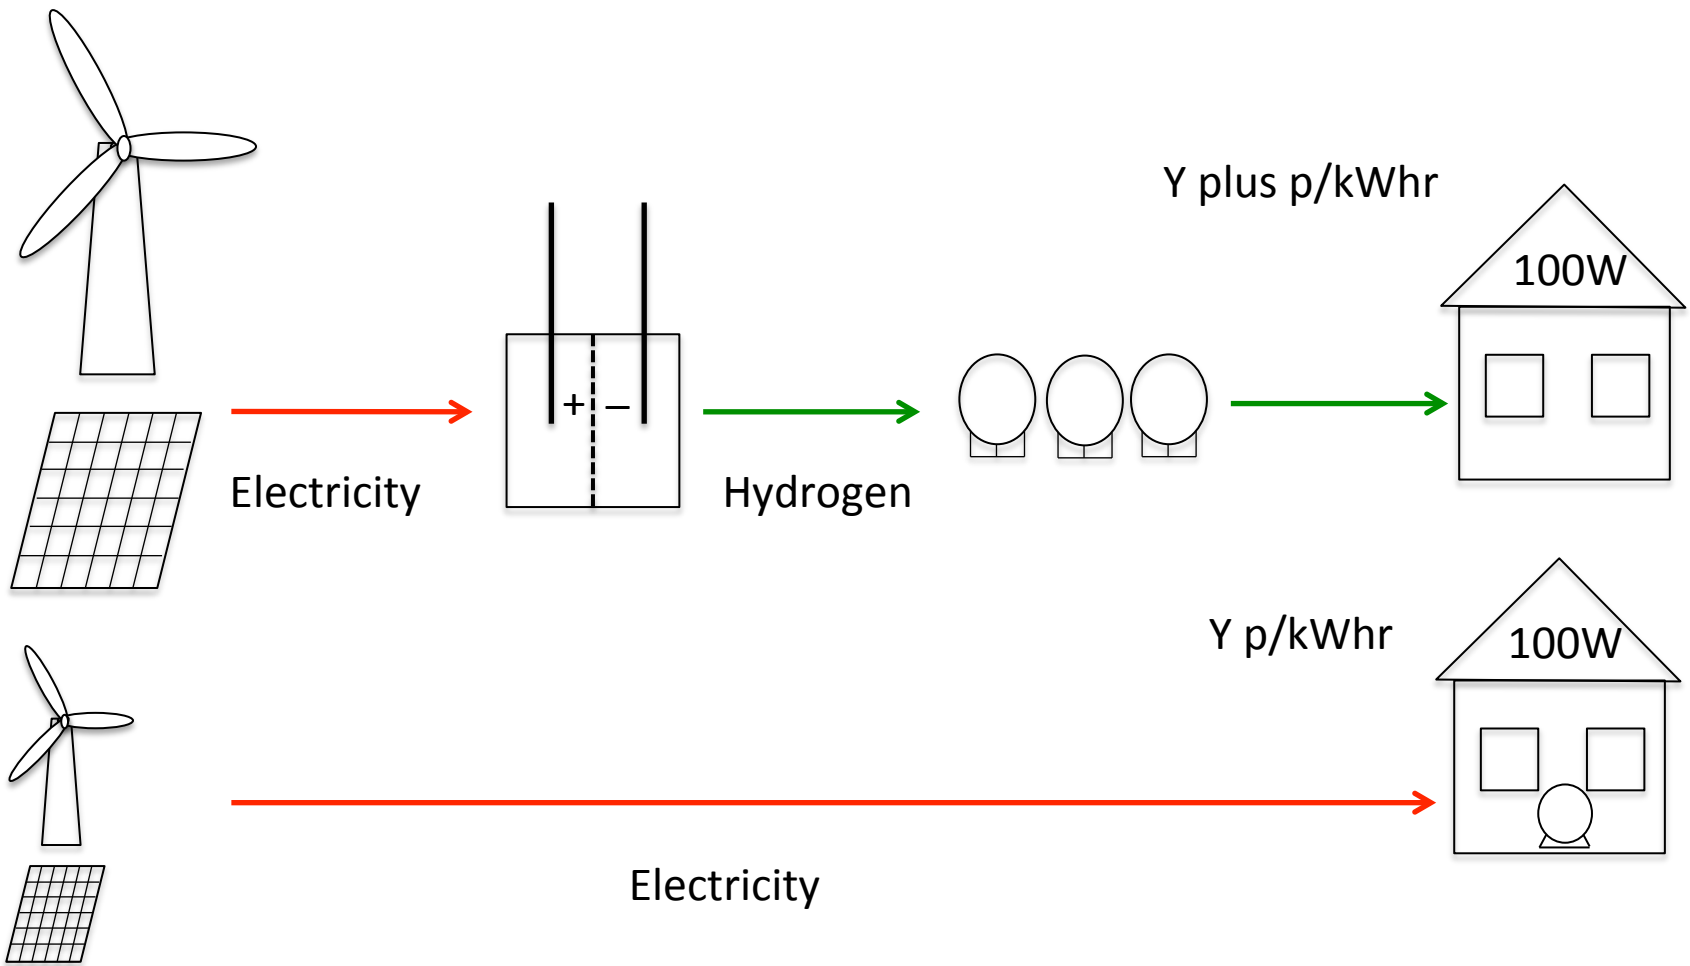 Y plus p/kWhr
100W
+ –
Electricity
Hydrogen
Y p/kWhr
100W
Electricity